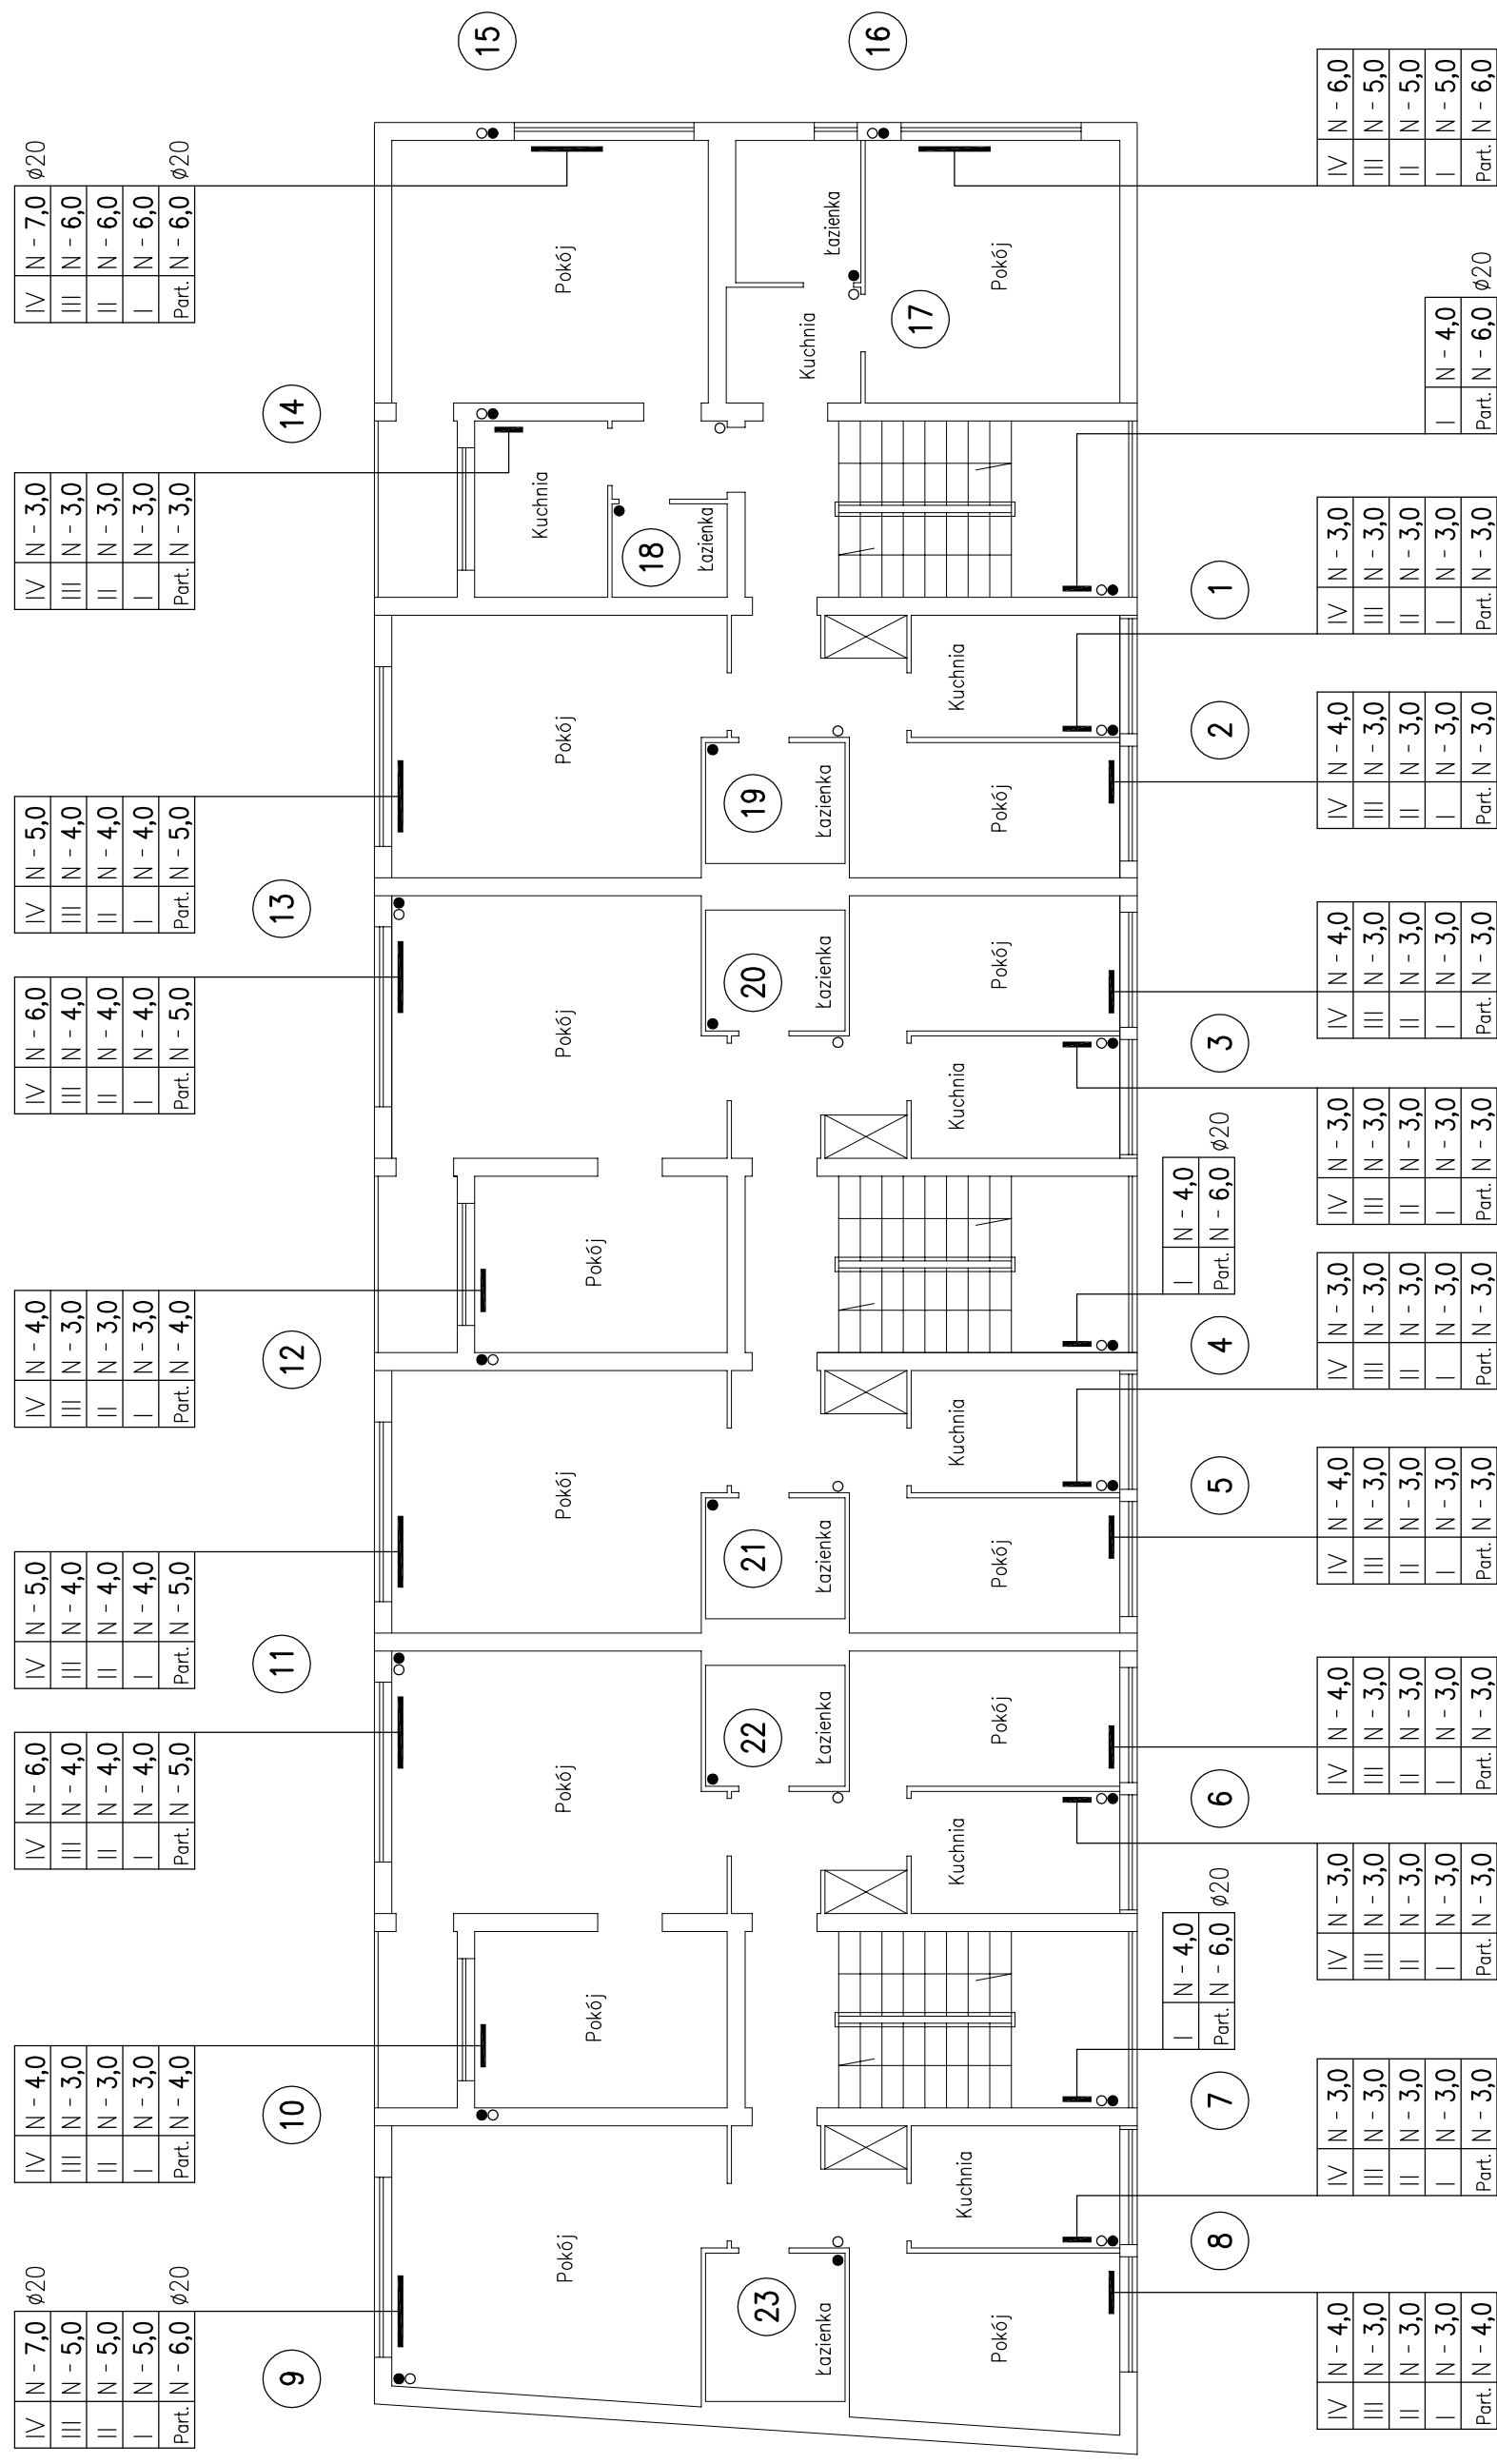 IV N - 7,0 ø20
III N - 5,0
II N - 5,0
I N - 5,0
Part. N - 6,0 ø20
IV N - 4,0
III N - 3,0
II N - 3,0
I N - 3,0
Part. N - 4,0
IV N - 6,0
III N - 4,0
II N - 4,0
I N - 4,0
Part. N - 5,0
IV N - 5,0
III N - 4,0
II N - 4,0
I N - 4,0
Part. N - 5,0
IV N - 4,0
III N - 3,0
II N - 3,0
I N - 3,0
Part. N - 4,0
IV N - 6,0
III N - 4,0
II N - 4,0
I N - 4,0
Part. N - 5,0
IV N - 5,0
III N - 4,0
II N - 4,0
I N - 4,0
Part. N - 5,0
IV N - 3,0
III N - 3,0
II N - 3,0
I N - 3,0
Part. N - 3,0
IV N - 7,0 ø20
III N - 6,0
II N - 6,0
I N - 6,0
Part. N - 6,0 ø20
9
10
11
12
13
14
15
16
Pokój
Pokój
Pokój
Pokój
Pokój
Pokój
Pokój
Kuchnia
Pokój
18
Łazienka
23
Łazienka
22
Łazienka
21
Łazienka
20
Łazienka
19
Łazienka
Kuchnia
Łazienka
17
Pokój
Kuchnia
Kuchnia
Pokój
Pokój
Kuchnia
Kuchnia
Pokój
Pokój
Kuchnia
Pokój
8
7
6
5
4
3
2
1
I N - 4,0
Part. N - 6,0 ø20
I N - 4,0
Part. N - 6,0 ø20
IV N - 4,0
III N - 3,0
II N - 3,0
I N - 3,0
Part. N - 4,0
IV N - 3,0
III N - 3,0
II N - 3,0
I N - 3,0
Part. N - 3,0
IV N - 3,0
III N - 3,0
II N - 3,0
I N - 3,0
Part. N - 3,0
IV N - 4,0
III N - 3,0
II N - 3,0
I N - 3,0
Part. N - 3,0
IV N - 4,0
III N - 3,0
II N - 3,0
I N - 3,0
Part. N - 3,0
IV N - 3,0
III N - 3,0
II N - 3,0
I N - 3,0
Part. N - 3,0
IV N - 3,0
III N - 3,0
II N - 3,0
I N - 3,0
Part. N - 3,0
IV N - 4,0
III N - 3,0
II N - 3,0
I N - 3,0
Part. N - 3,0
IV N - 4,0
III N - 3,0
II N - 3,0
I N - 3,0
Part. N - 3,0
IV N - 3,0
III N - 3,0
II N - 3,0
I N - 3,0
Part. N - 3,0
I N - 4,0
Part. N - 6,0 ø20
IV N - 6,0
III N - 5,0
II N - 5,0
I N - 5,0
Part. N - 6,0